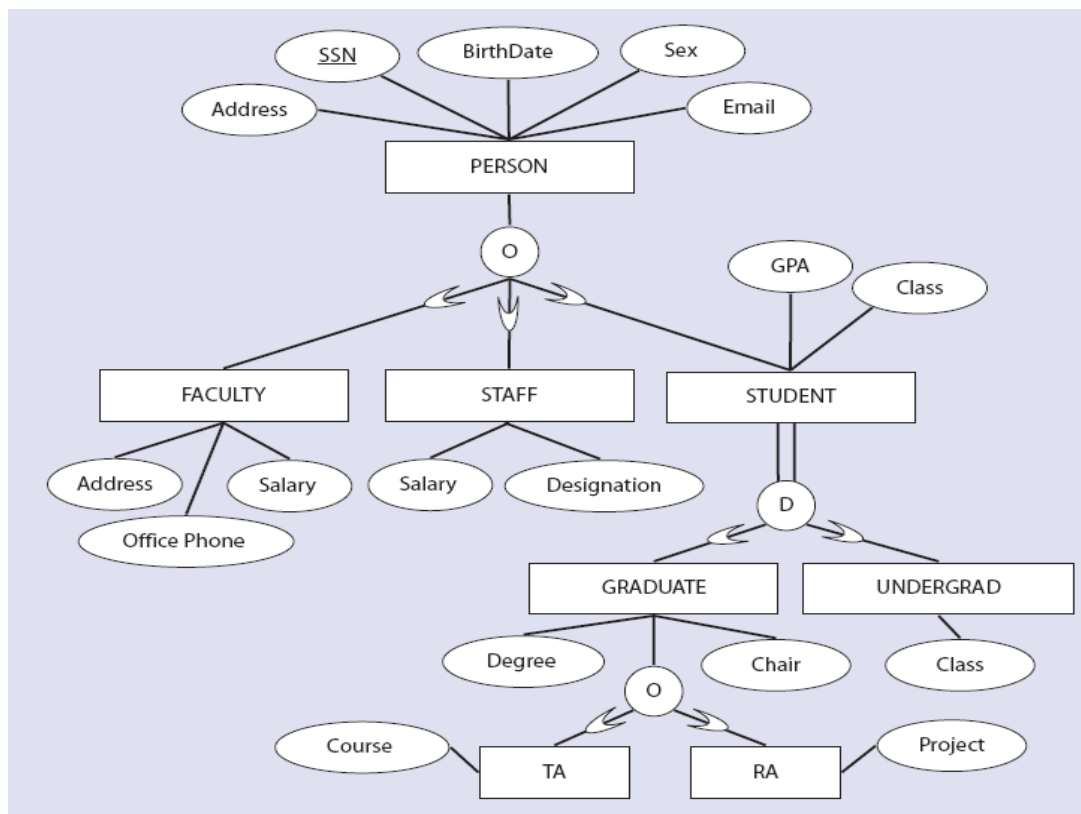 SSN
BirthDate
Sex
Address
Email
PERSON
O
GPA
Class
FACULTY
STAFF
STUDENT
Address
Salary
Salary
Designation
Office Phone
D
GRADUATE
UNDERGRAD
Degree
Chair
Class
O
Course
Project
TA
RA